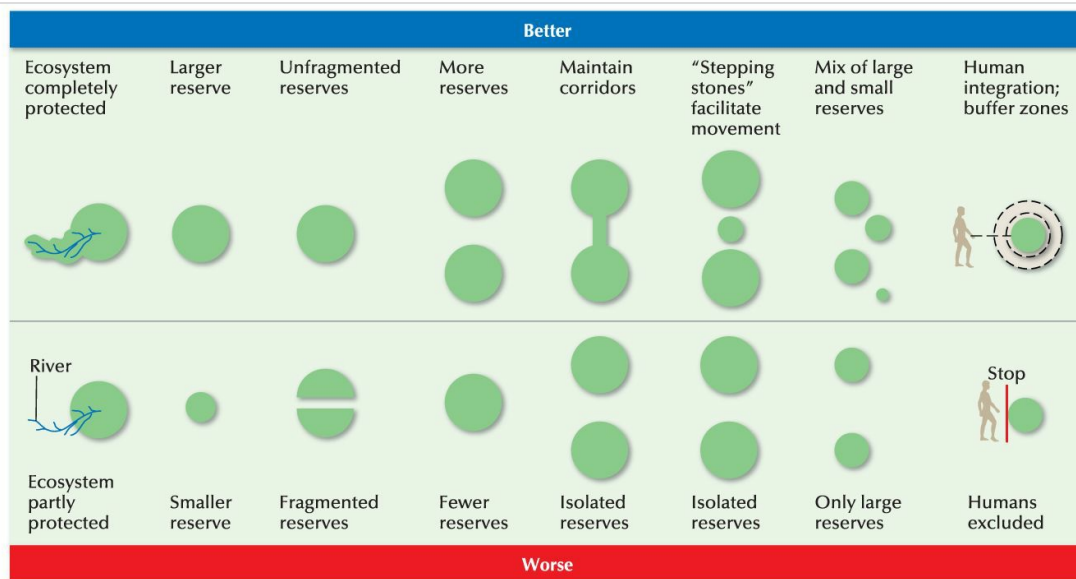 Better
Ecosystem
completely
protected
Larger
reserve
Unfragmented
reserves
More
reserves
Maintain
corridors
“Stepping
stones”
facilitate
movement
Mix of large
and small
reserves
Human
integration;
buffer zones
River
Stop
Ecosystem
partly
protected
Smaller
reserve
Fragmented
reserves
Fewer
reserves
Isolated
reserves
Isolated
reserves
Only large
reserves
Humans
excluded
Worse